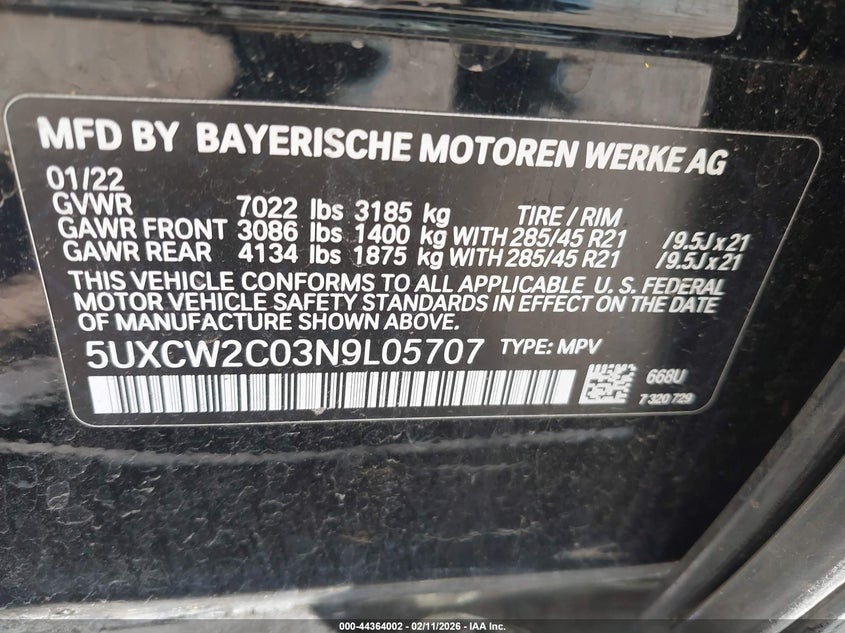 MFD BY BAYERISCHE MOTOREN WERKE AG
01/22
GVWR 7022 lbs 3185 kg TIRE / RIM
GAWR FRONT 3086 lbs 1400 kg WITH 285/45 R21 /9.5Jx21
GAWR REAR 4134 lbs 1875 kg WITH 285/45 R21 /9.5Jx21
THIS VEHICLE CONFORMS TO ALL APPLICABLE U. S. FEDERAL
MOTOR VEHICLE SAFETY STANDARDS IN EFFECT ON THE DATE
OF MANUFACTURE SHOWN ABOVE.
5UXCW2C03N9L05707 TYPE: MPV
668U
7 320 729
000-44364002 - 02/11/2026 - IAA Inc.